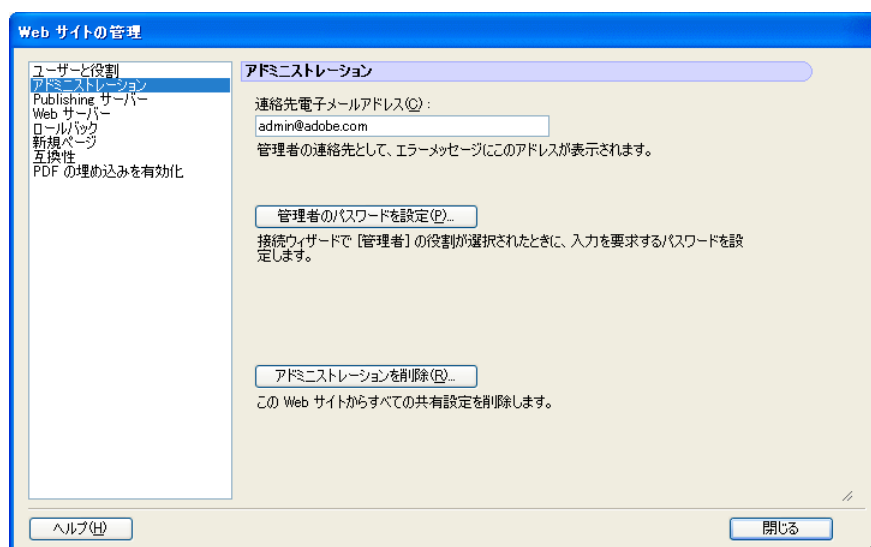 Web サイトの管理
ユーザーと役割
アドミニストレーション
Publishing サーバー
Web サーバー
ロールバック
新規ページ
互換性
PDF の埋め込みを有効化
アドミニストレーション
連絡先電子メールアドレス(C) :
admin@adobe.com
管理者の連絡先として、エラーメッセージにこのアドレスが表示されます。
管理者のパスワードを設定(P)...
接続ウィザードで [管理者] の役割が選択されたときに、入力を要求するパスワードを設
定します。
アドミニストレーションを削除(R)...
この Web サイトからすべての共有設定を削除します。
ヘルプ(H)
閉じる